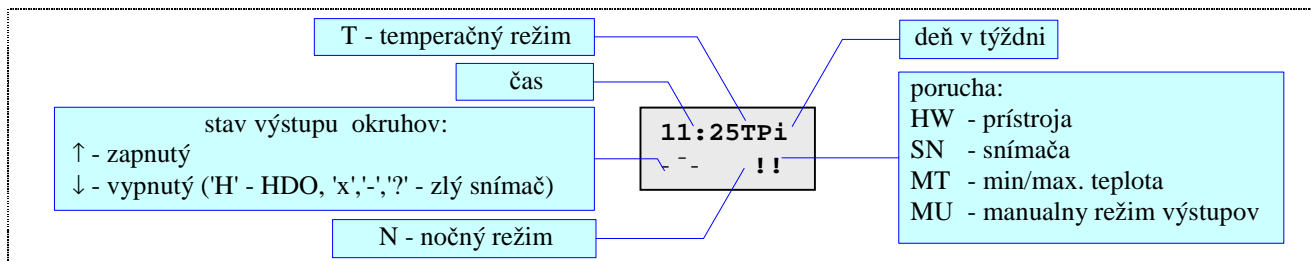 T - temperačný režim
deň v týždni
čas
porucha:
HW - prístroja
SN - snímača
MT - min/max. teplota
MU - manualny režim výstupov
stav výstupu okruhov:
↑ - zapnutý
↓ - vypnutý ('H' - HDO, 'x','-','?' - zlý snímač)
11:25TPi
- ¯- !!
N - nočný režim